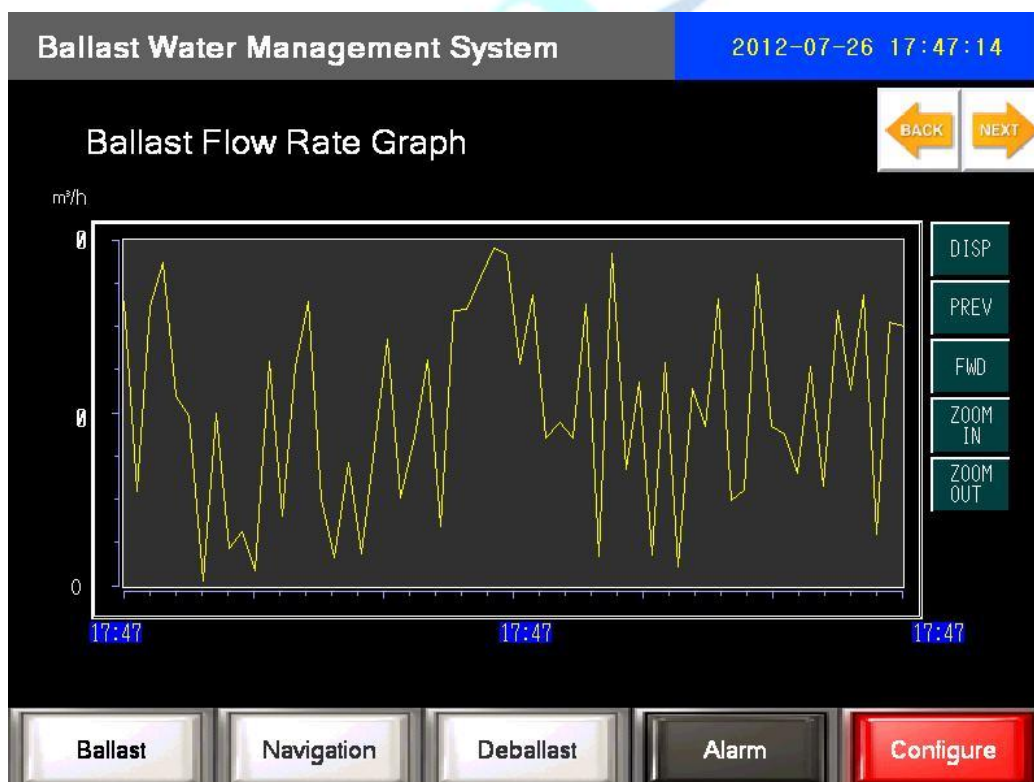 Ballast Water Management System
2012-07-26 17:47:14
Ballast Flow Rate Graph
BACK
NEXT
m³/h
0
0
0
DISP
PREV
FWD
ZOOM
IN
ZOOM
OUT
17:47
17:47
17:47
Ballast
Navigation
Deballast
Alarm
Configure